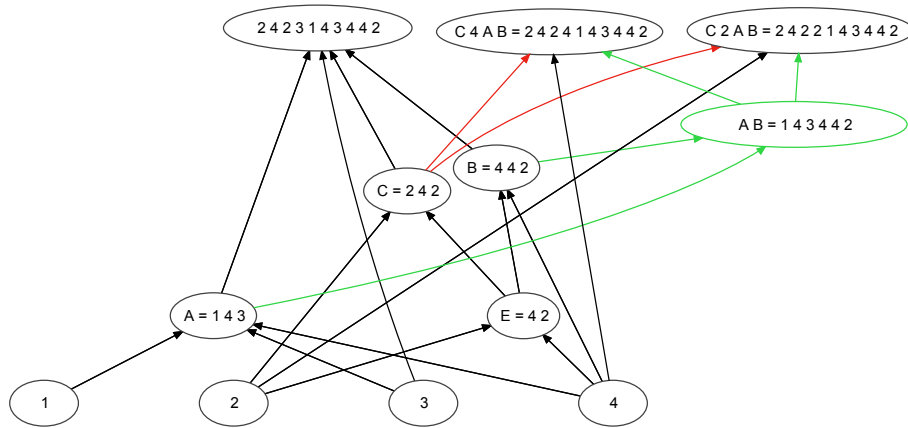 2 4 2 3 1 4 3 4 4 2
C 4 A B = 2 4 2 4 1 4 3 4 4 2
C 2 A B = 2 4 2 2 1 4 3 4 4 2
A B = 1 4 3 4 4 2
B = 4 4 2
C = 2 4 2
A = 1 4 3
E = 4 2
1
2
3
4